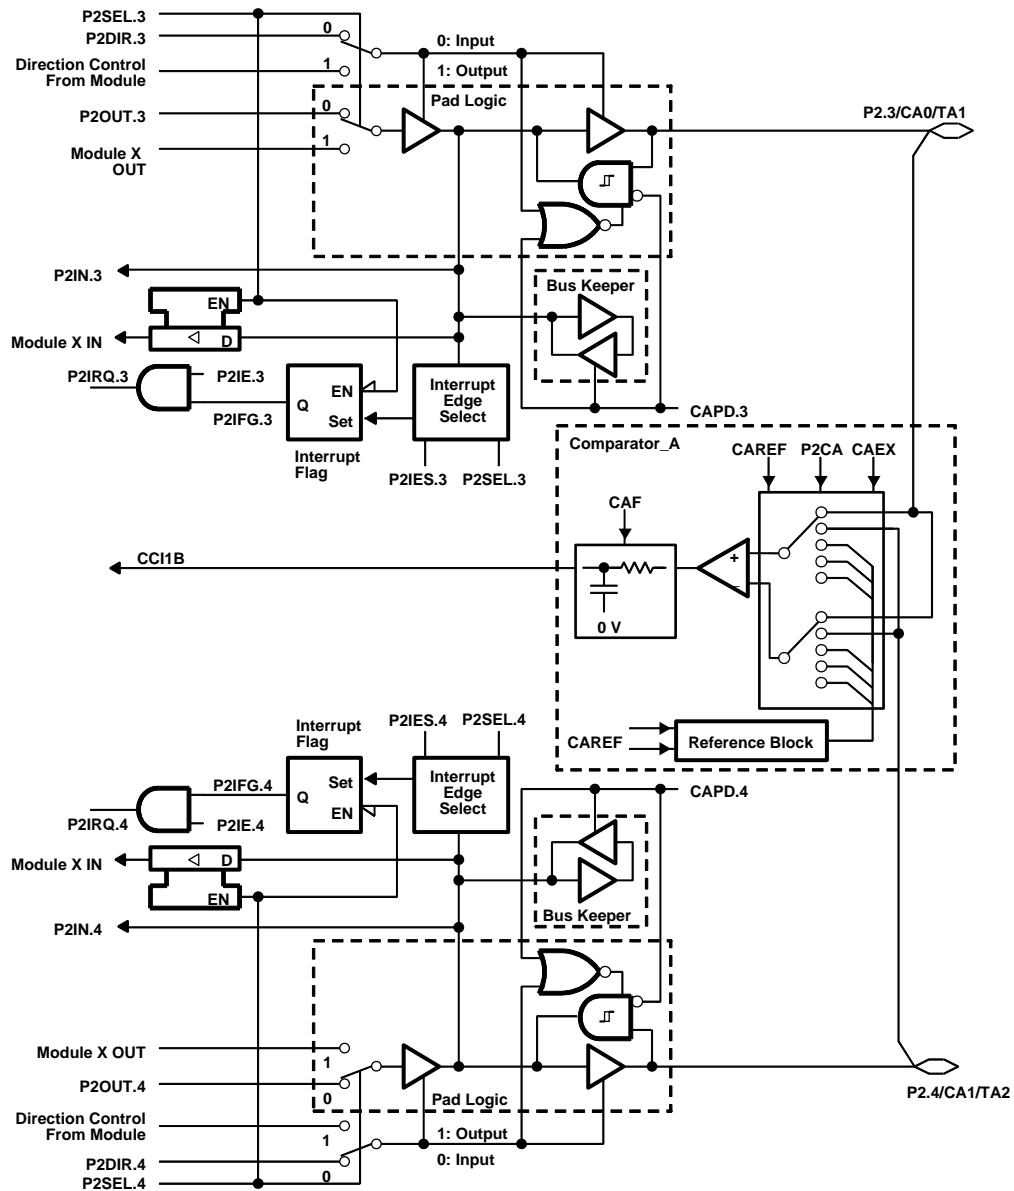 P2SEL.3
P2DIR.3
0
0: Input
Direction Control
From Module
1
1: Output
Pad Logic
P2OUT.3
0
P2.3/CA0/TA1
Module X
OUT
1
P2IN.3
Bus Keeper
EN
Module X IN
D
P2IRQ.3
P2IE.3
P2IFG.3
Q
EN
Set
Interrupt
Edge
Select
Interrupt
Flag
P2IES.3
P2SEL.3
CAPD.3
Comparator_A
CAREF
P2CA
CAEX
CAF
CCI1B
+
−
0 V
CAREF
Reference Block
Interrupt
Flag
P2IES.4
P2SEL.4
P2IFG.4
Q
Set
EN
Interrupt
Edge
Select
CAPD.4
P2IRQ.4
P2IE.4
Module X IN
D
EN
Bus Keeper
P2IN.4
Module X OUT
1
P2OUT.4
0
Pad Logic
P2.4/CA1/TA2
Direction Control
From Module
1
1: Output
P2DIR.4
0: Input
0
P2SEL.4